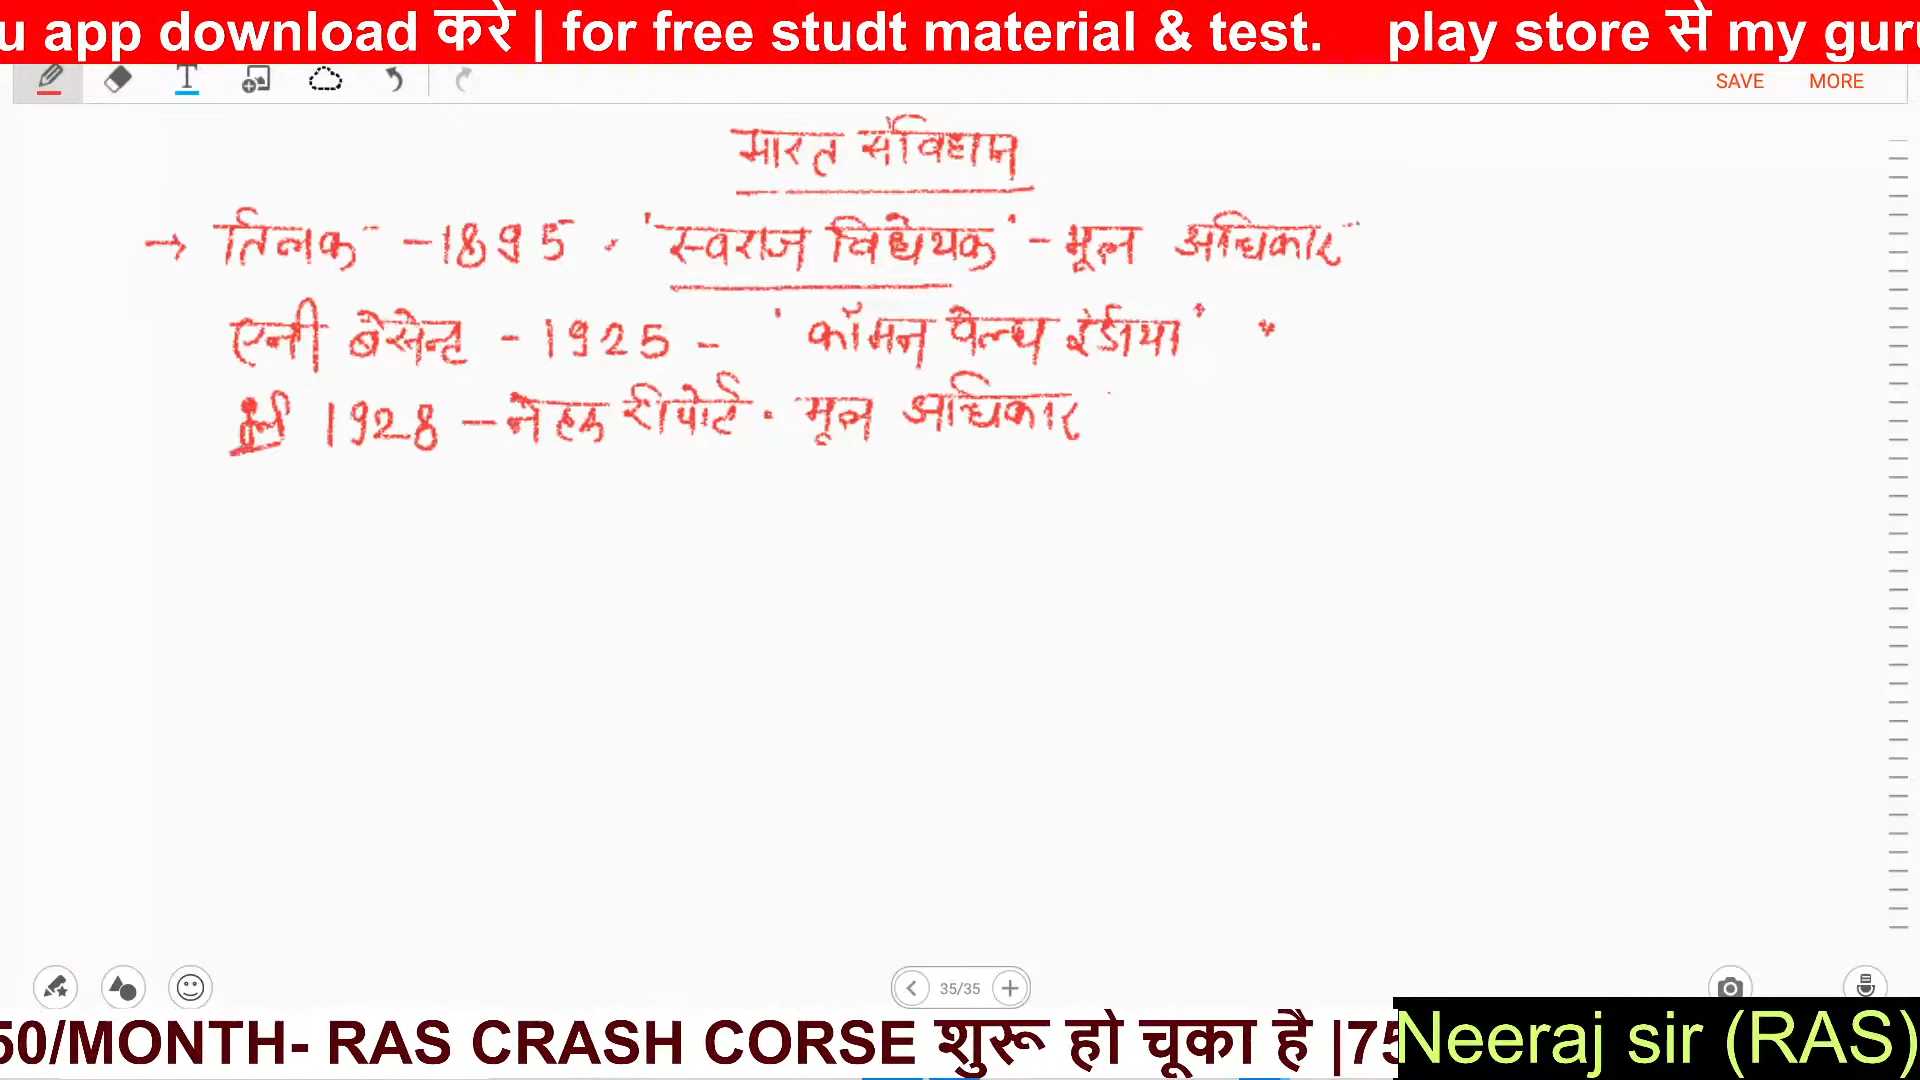 u app download करे | for free studt material & test. play store से my guru
SAVE MORE
भारत संविधान
→ तिलक - 1895 . 'स्वराज विधेयक' - मूल अधिकार
एनी बेसेन्ट - 1925 - 'कॉमन वेल्थ इंडीया'
1928 - नेहरू रीपोर्ट . मूल अधिकार
35/35
50/MONTH- RAS CRASH CORSE शुरू हो चूका है |75
Neeraj sir (RAS)